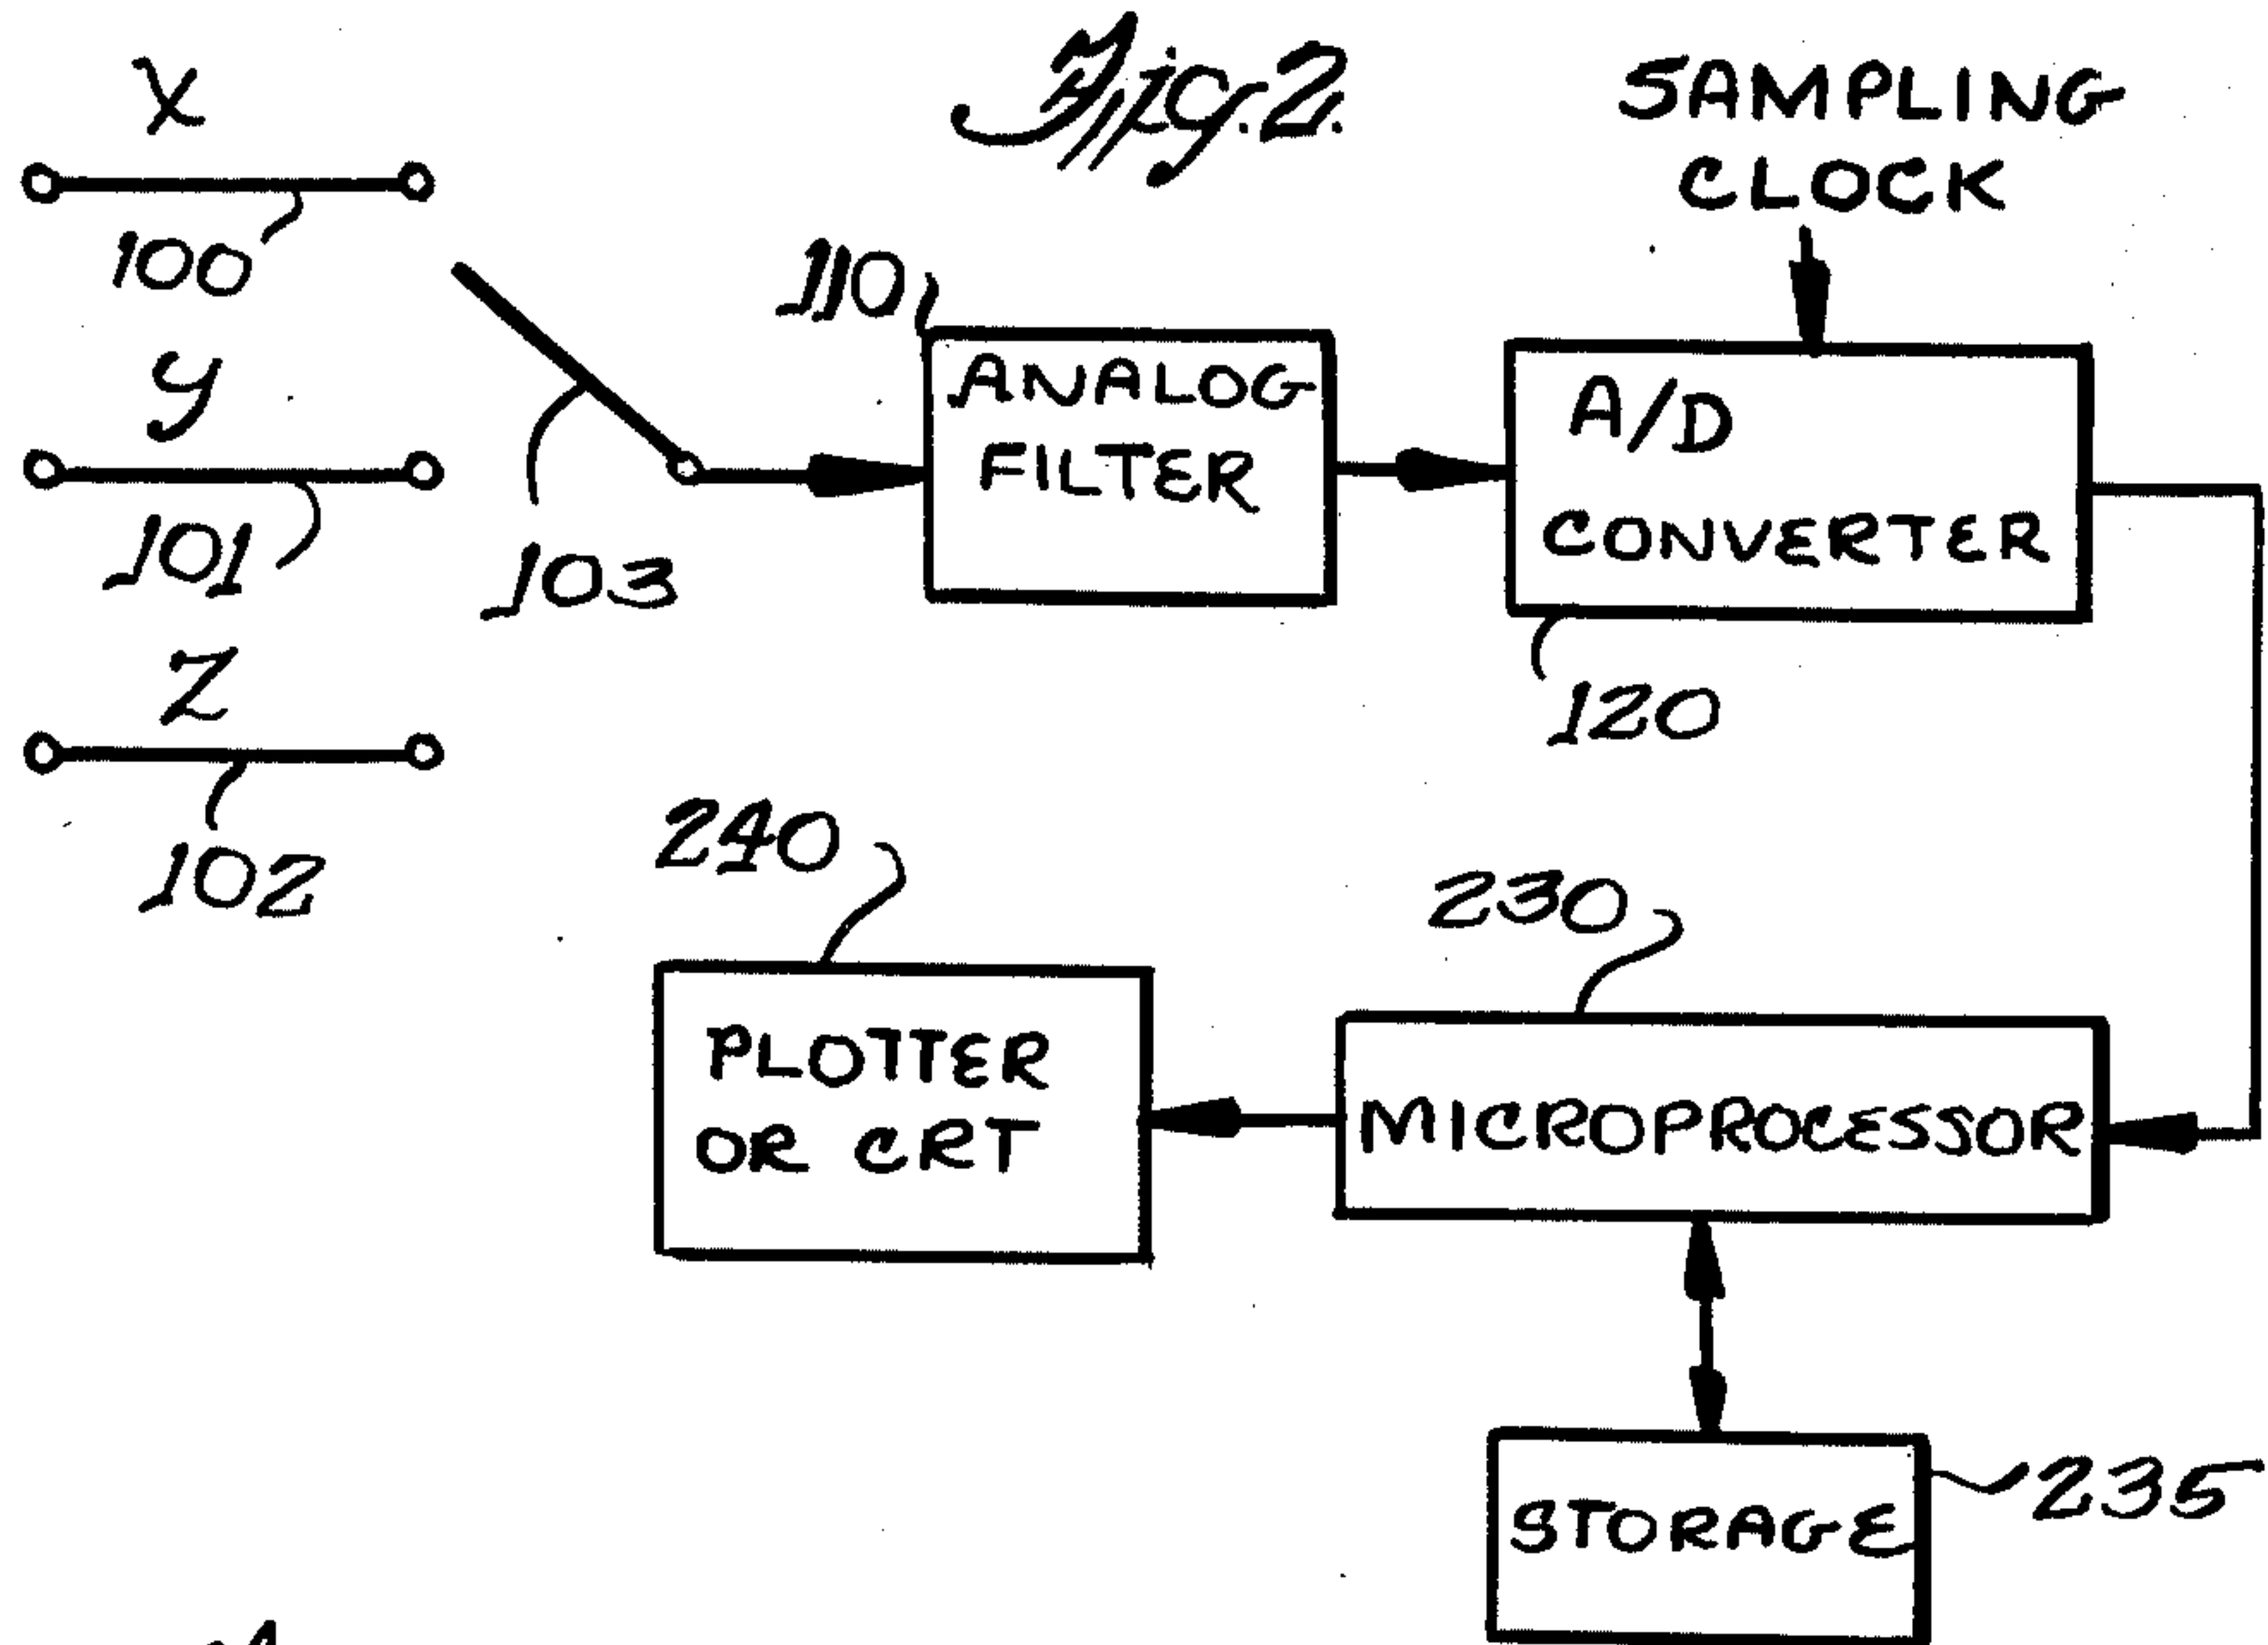 Fig. 2.
SAMPLING
CLOCK
X
100
110
ANALOG
FILTER
A/D
CONVERTER
y
101
103
120
Z
102
240
230
PLOTTER
OR CRT
MICROPROCESSOR
235
STORAGE